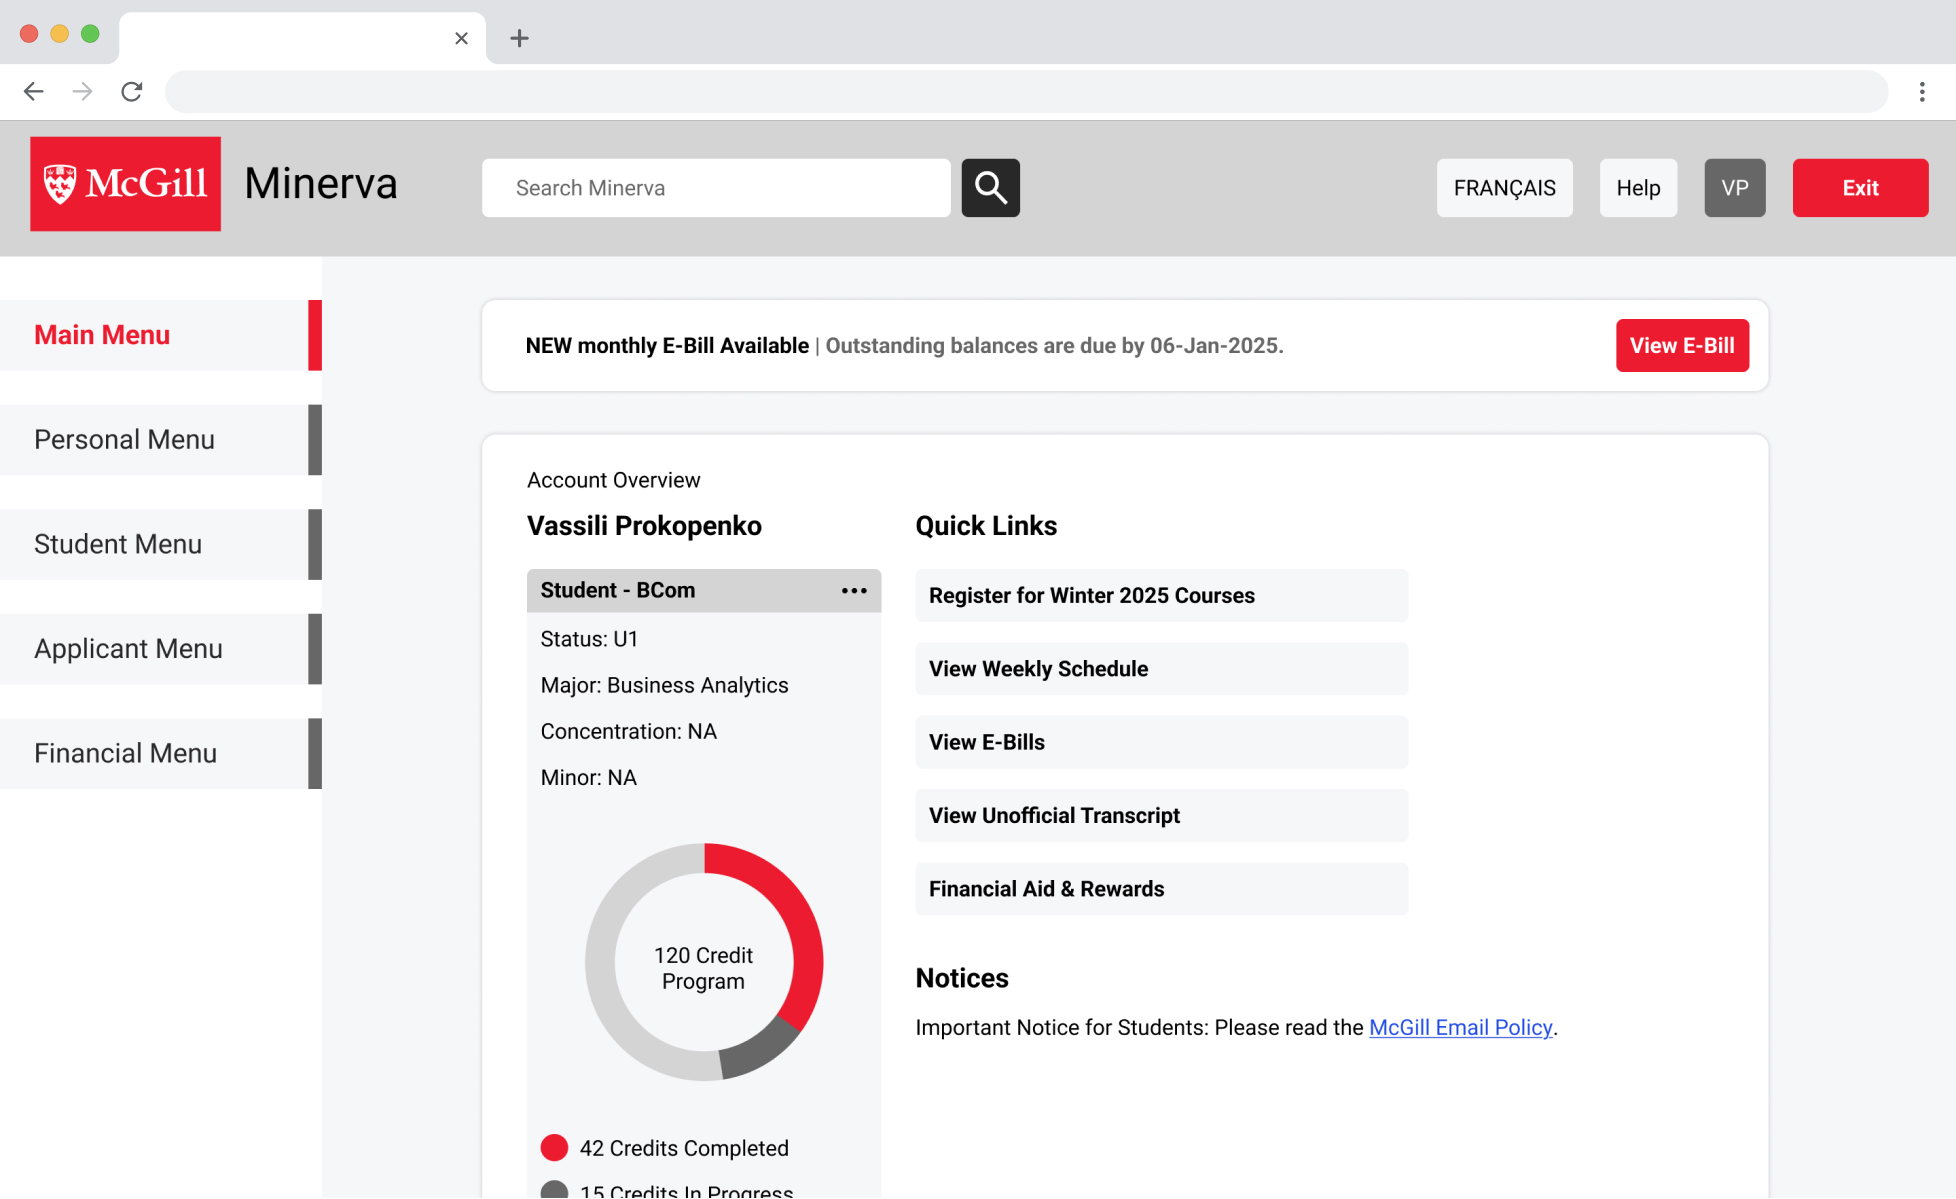 McGill
Minerva
Search Minerva
FRANÇAIS
Help
VP
Exit
Main Menu
Personal Menu
Student Menu
Applicant Menu
Financial Menu
NEW monthly E-Bill Available | Outstanding balances are due by 06-Jan-2025.
View E-Bill
Account Overview
Vassili Prokopenko
Student - BCom
Status: U1
Major: Business Analytics
Concentration: NA
Minor: NA
120 Credit
Program
42 Credits Completed
15 Credits In Progress
Quick Links
Register for Winter 2025 Courses
View Weekly Schedule
View E-Bills
View Unofficial Transcript
Financial Aid & Rewards
Notices
Important Notice for Students: Please read the McGill Email Policy.